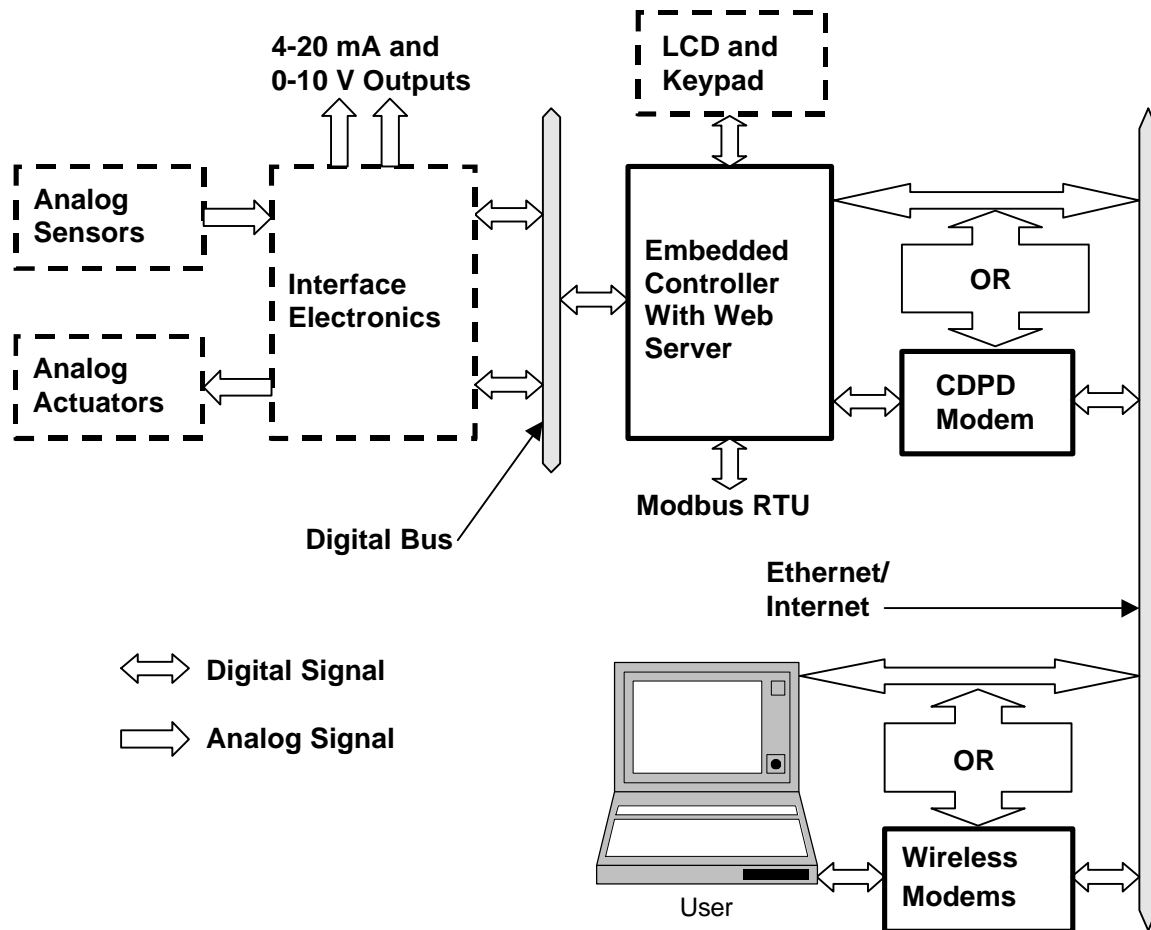 4-20 mA and
0-10 V Outputs
LCD and
Keypad
Analog
Sensors
Interface
Electronics
Embedded
Controller
With Web
Server
OR
Analog
Actuators
CDPD
Modem
Modbus RTU
Digital Bus
Ethernet/
Internet
Digital Signal
Analog Signal
OR
Wireless
Modems
User